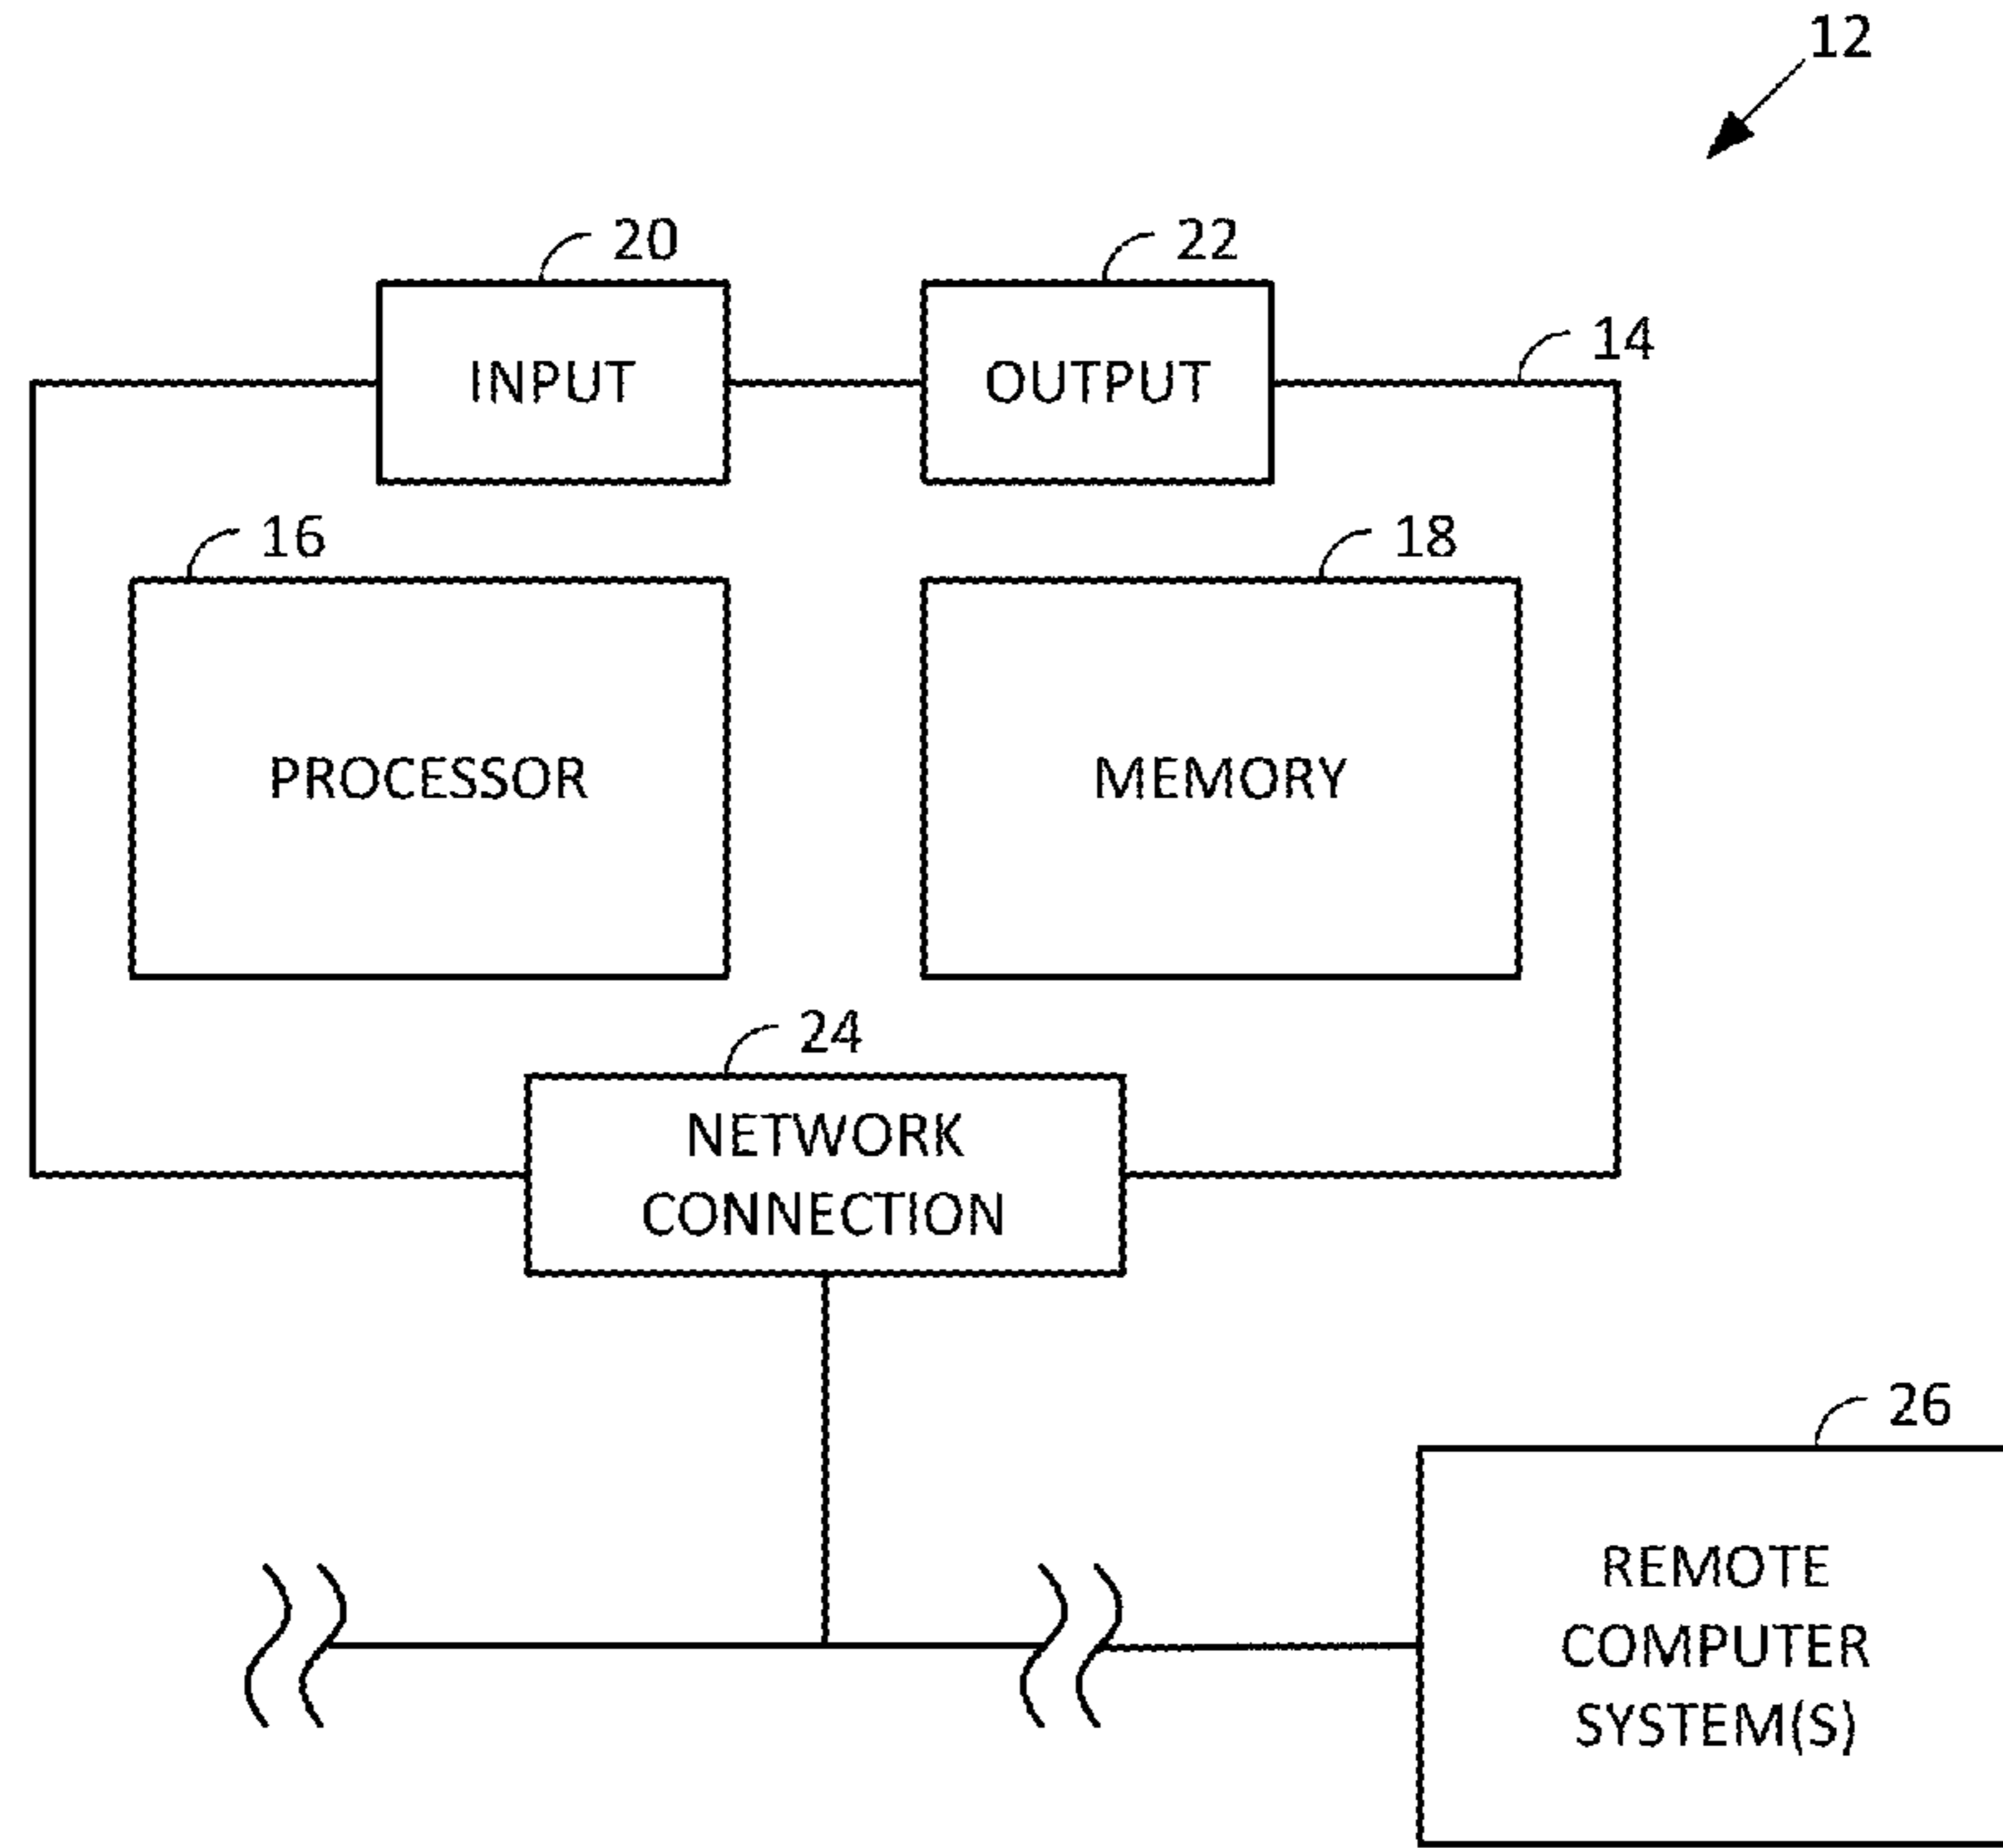 12
20
22
14
INPUT
OUTPUT
16
18
PROCESSOR
MEMORY
24
NETWORK
CONNECTION
26
REMOTE
COMPUTER
SYSTEM(S)